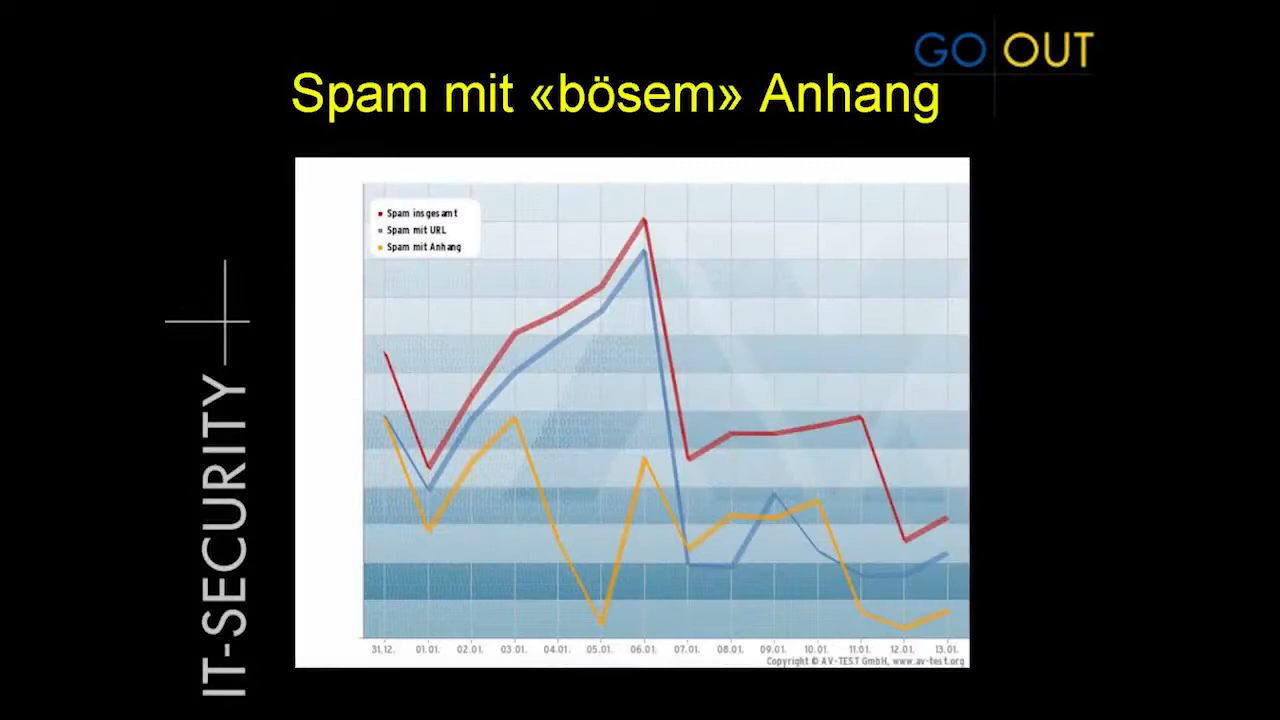 GO OUT
Spam mit «bösem» Anhang
Spam insgesamt
Spam mit URL
Spam mit Anhang
IT-SECURITY
31.12. 01.01. 02.01. 03.01. 04.01. 05.01. 06.01. 07.01. 08.01. 09.01. 10.01. 11.01. 12.01. 13.01.
Copyright © AV-TEST GmbH, www.av-test.org